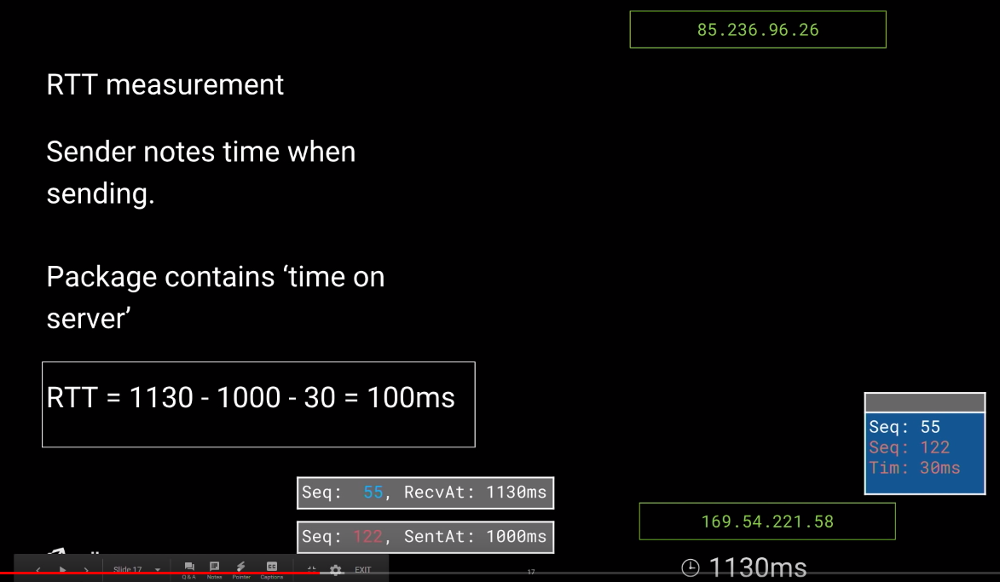 85.236.96.26
RTT measurement
Sender notes time when
sending.
Package contains ‘time on
server’
RTT = 1130 - 1000 - 30 = 100ms
Seq: 55
Seq: 122
Tim: 30ms
Seq: 55, RecvAt: 1130ms
Seq: 122, SentAt: 1000ms
169.54.221.58
1130ms
Slide 17
Q&A
Notes
Pointer
Captions
EXIT
17